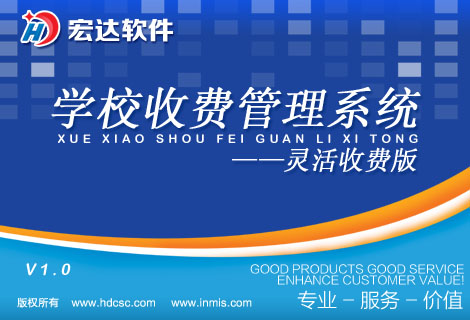 HD 宏达软件
学校收费管理系统
XUE XIAO SHOU FEI GUAN LI XI TONG
——灵活收费版
V1.0
GOOD PRODUCTS GOOD SERVICE
ENHANCE CUSTOMER VALUE!
版权所有 www.hdcsc.com www.inmis.com
专业－服务－价值